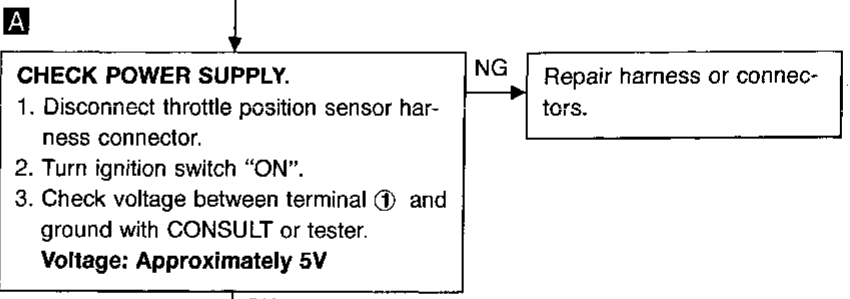 A
CHECK POWER SUPPLY.
1. Disconnect throttle position sensor har-
ness connector.
2. Turn ignition switch "ON".
3. Check voltage between terminal ① and
ground with CONSULT or tester.
Voltage: Approximately 5V
NG
Repair harness or connec-
tors.